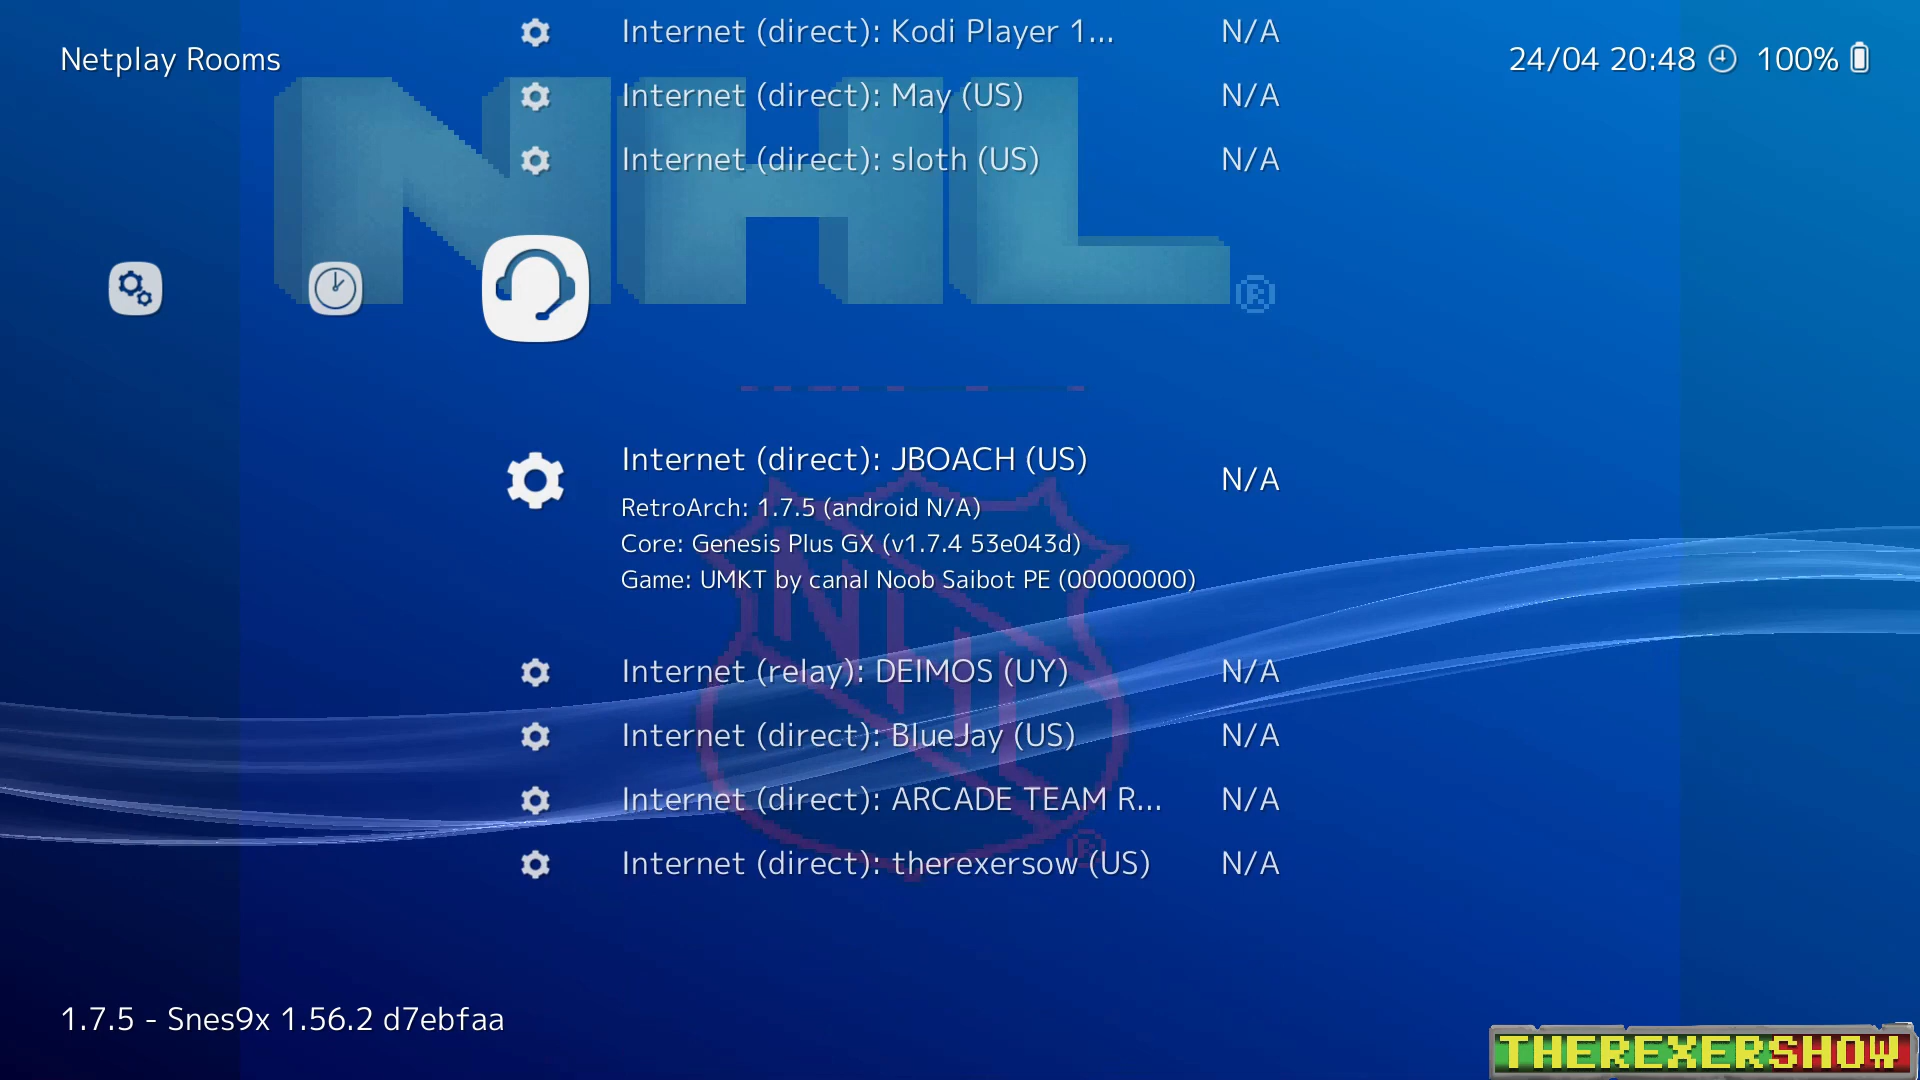 Internet (direct): Kodi Player 1... N/A
Netplay Rooms
24/04 20:48 100%
Internet (direct): May (US) N/A
Internet (direct): sloth (US) N/A
NHL®
Internet (direct): JBOACH (US) N/A
RetroArch: 1.7.5 (android N/A)
Core: Genesis Plus GX (v1.7.4 53e043d)
Game: UMKT by canal Noob Saibot PE (00000000)
NHL
Internet (relay): DEIMOS (UY) N/A
Internet (direct): BlueJay (US) N/A
Internet (direct): ARCADE TEAM R... N/A
®
Internet (direct): therexersow (US) N/A
1.7.5 - Snes9x 1.56.2 d7ebfaa
THEREXERSHOW